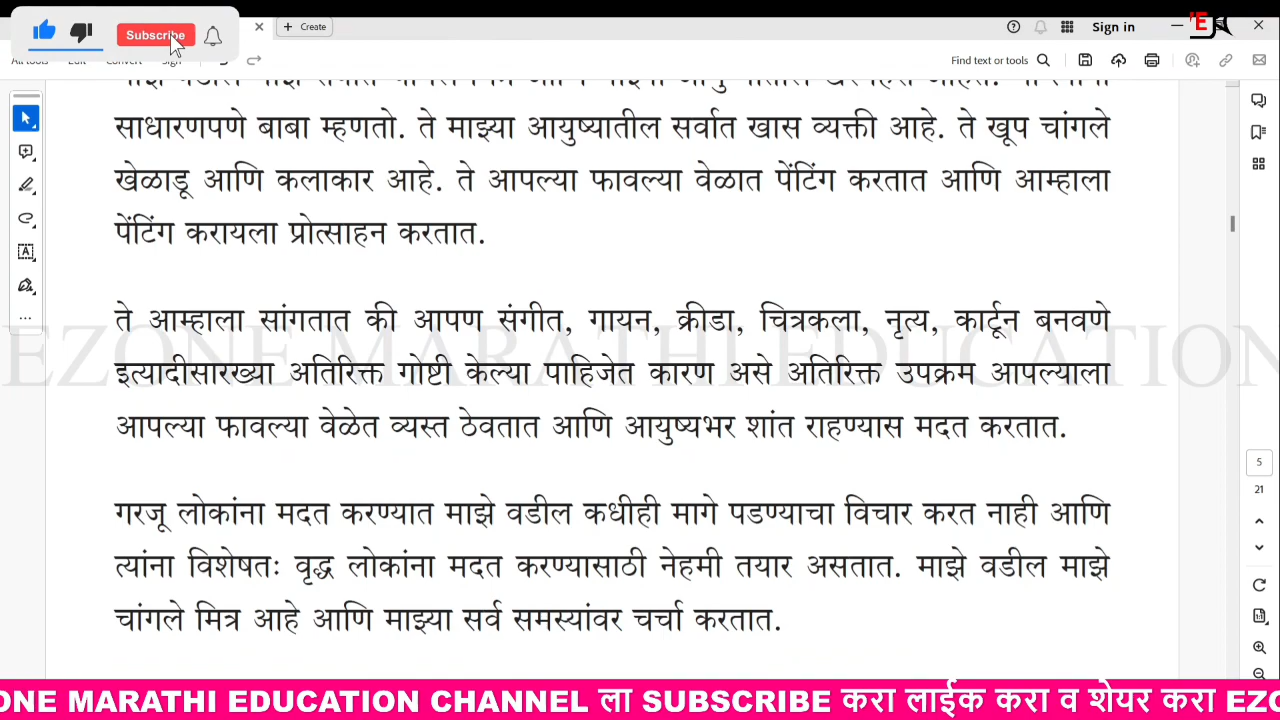 Subscribe
Create
Sign in
Find text or tools
साधारणपणे बाबा म्हणतो. ते माझ्या आयुष्यातील सर्वात खास व्यक्ती आहे. ते खूप चांगले
खेळाडू आणि कलाकार आहे. ते आपल्या फावल्या वेळात पेंटिंग करतात आणि आम्हाला
पेंटिंग करायला प्रोत्साहन करतात.
ते आम्हाला सांगतात की आपण संगीत, गायन, क्रीडा, चित्रकला, नृत्य, कार्टून बनवणे
EZONE MARATHI EDUCATION
इत्यादीसारख्या अतिरिक्त गोष्टी केल्या पाहिजेत कारण असे अतिरिक्त उपक्रम आपल्याला
आपल्या फावल्या वेळेत व्यस्त ठेवतात आणि आयुष्यभर शांत राहण्यास मदत करतात.
5
21
गरजू लोकांना मदत करण्यात माझे वडील कधीही मागे पडण्याचा विचार करत नाही आणि
त्यांना विशेषतः वृद्ध लोकांना मदत करण्यासाठी नेहमी तयार असतात. माझे वडील माझे
चांगले मित्र आहे आणि माझ्या सर्व समस्यांवर चर्चा करतात.
ONE MARATHI EDUCATION CHANNEL ला SUBSCRIBE करा लाईक करा व शेयर करा EZO